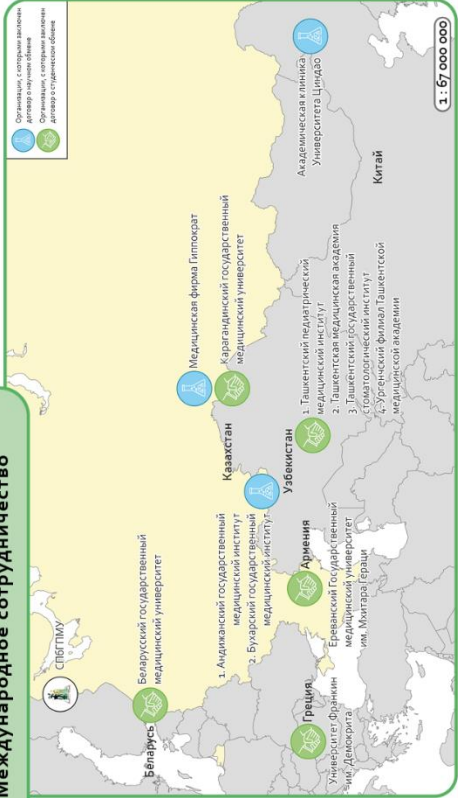 Международное сотрудничество
Организации, с которыми заключен
договор о научном обмене
Организации, с которыми заключен
договор о студенческом обмене
СПбГПМУ
Беларусь
Белорусский государственный
медицинский университет
Медицинская фирма Гиппократ
Казахстан
Карагандинский государственный
медицинский университет
1. Андижанский государственный
медицинский институт
2. Бухарский государственный
медицинский институт
Узбекистан
1. Ташкентский педиатрический
медицинский институт
2. Ташкентская медицинская академия
3. Ташкентский государственный
стоматологический институт
4. Ургенчский филиал Ташкентской
медицинской академии
Академическая клиника
Университета Циндао
Китай
Греция
Университет Фракии
им. Демокрита
Армения
Ереванский Государственный
медицинский университет
им. Мхитара Гераци
1 : 67 000 000